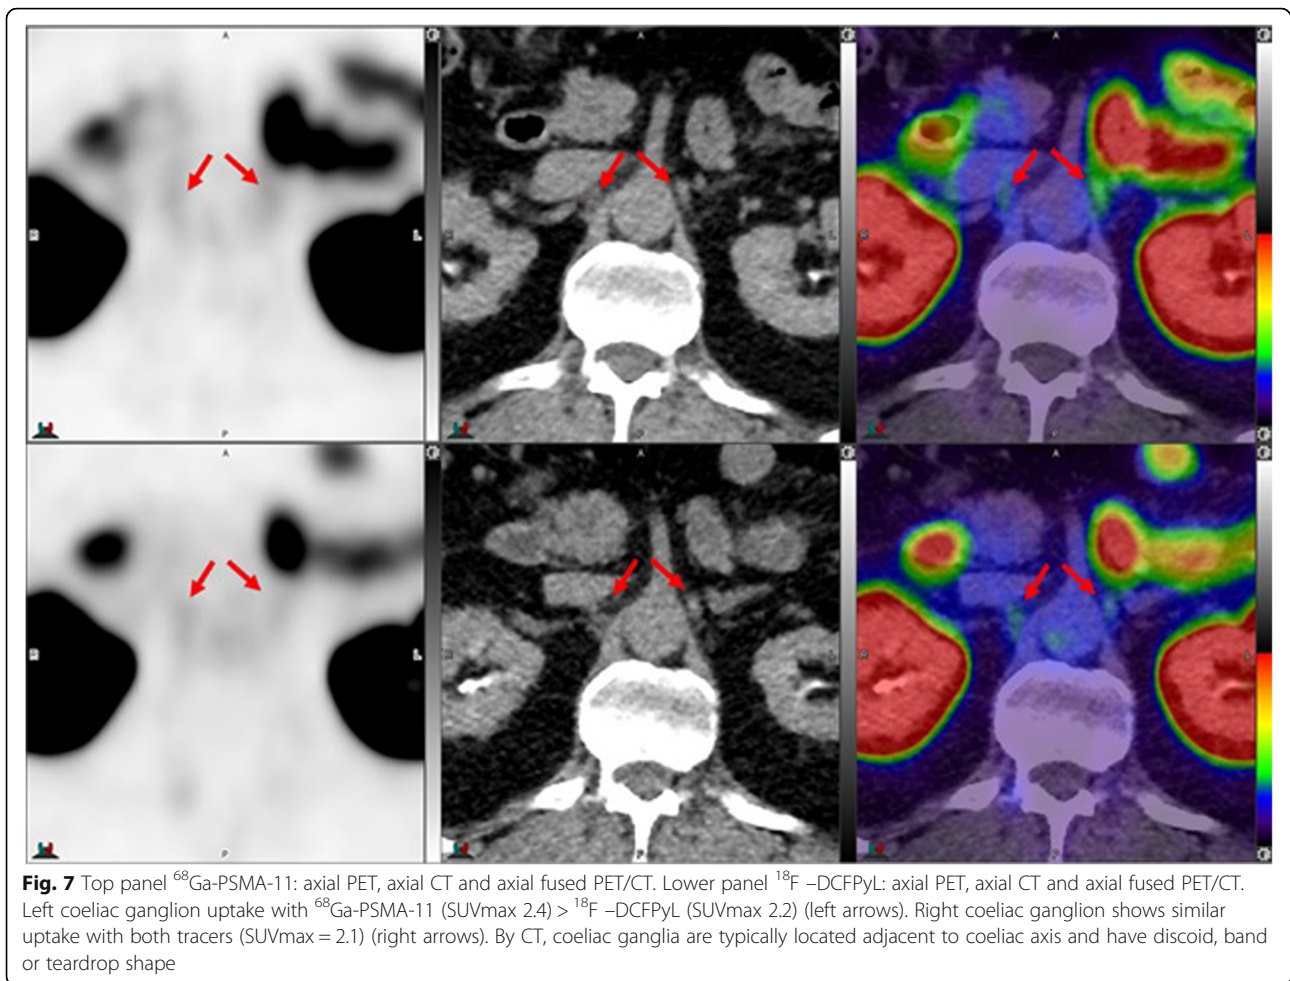 A
A
A
R
L
R
L
R
L
P
P
P
A
A
A
R
L
R
L
R
L
P
P
P
Fig. 7 Top panel ⁶⁸Ga-PSMA-11: axial PET, axial CT and axial fused PET/CT. Lower panel ¹⁸F –DCFPyL: axial PET, axial CT and axial fused PET/CT.
Left coeliac ganglion uptake with ⁶⁸Ga-PSMA-11 (SUVmax 2.4) > ¹⁸F –DCFPyL (SUVmax 2.2) (left arrows). Right coeliac ganglion shows similar
uptake with both tracers (SUVmax = 2.1) (right arrows). By CT, coeliac ganglia are typically located adjacent to coeliac axis and have discoid, band
or teardrop shape